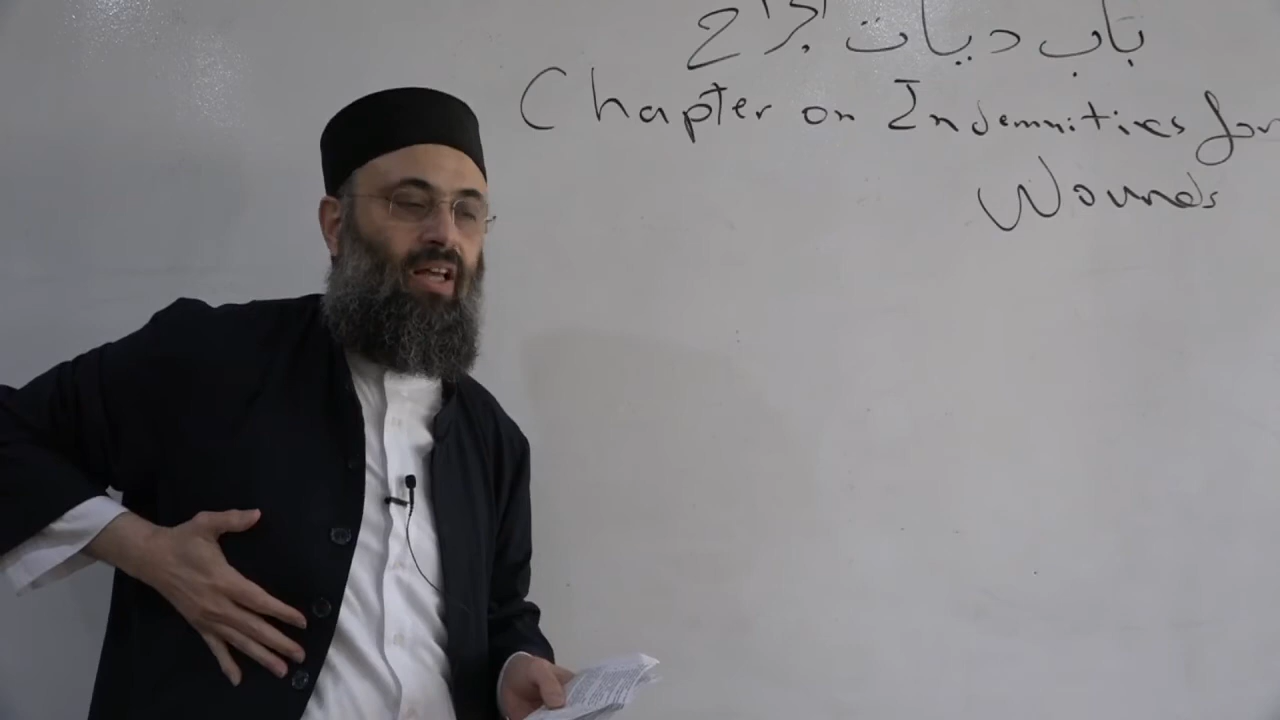 باب ديات الجراح
Chapter on Indemnities for
Wounds